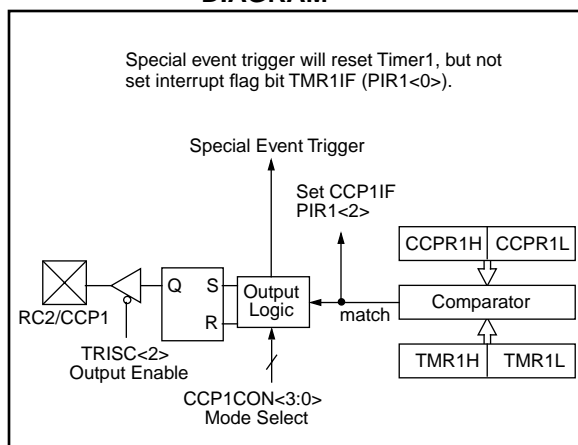 DIAGRAM
Special event trigger will reset Timer1, but not
set interrupt flag bit TMR1IF (PIR1<0>).
Special Event Trigger
Set CCP1IF
PIR1<2>
CCPR1H CCPR1L
Comparator
TMR1H TMR1L
match
Output
Logic
Q S
R
RC2/CCP1
TRISC<2>
Output Enable
CCP1CON<3:0>
Mode Select